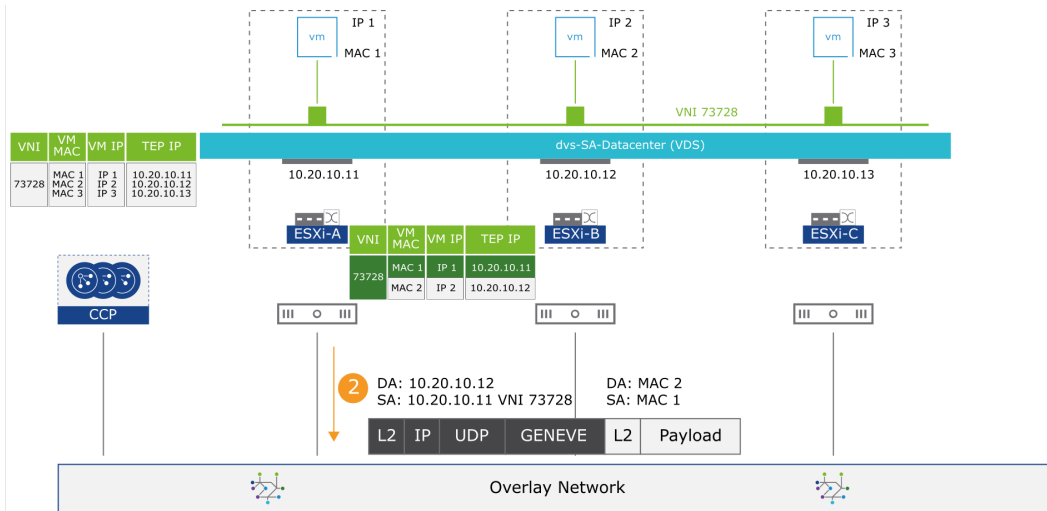 vm
IP 1
MAC 1
vm
IP 2
MAC 2
vm
IP 3
MAC 3
VNI 73728
VNI VM MAC VM IP TEP IP
73728 MAC 1 IP 1 10.20.10.11
MAC 2 IP 2 10.20.10.12
MAC 3 IP 3 10.20.10.13
dvs-SA-Datacenter (VDS)
10.20.10.11
10.20.10.12
10.20.10.13
ESXi-A
ESXi-B
ESXi-C
VNI VM MAC VM IP TEP IP
73728 MAC 1 IP 1 10.20.10.11
MAC 2 IP 2 10.20.10.12
CCP
2
DA: 10.20.10.12
SA: 10.20.10.11 VNI 73728
DA: MAC 2
SA: MAC 1
L2 IP UDP GENEVE L2 Payload
Overlay Network